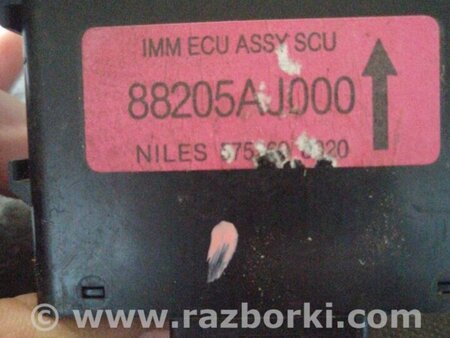 IMM ECU ASSY SCU
88205AJ000
NILES
© www.razborki.com